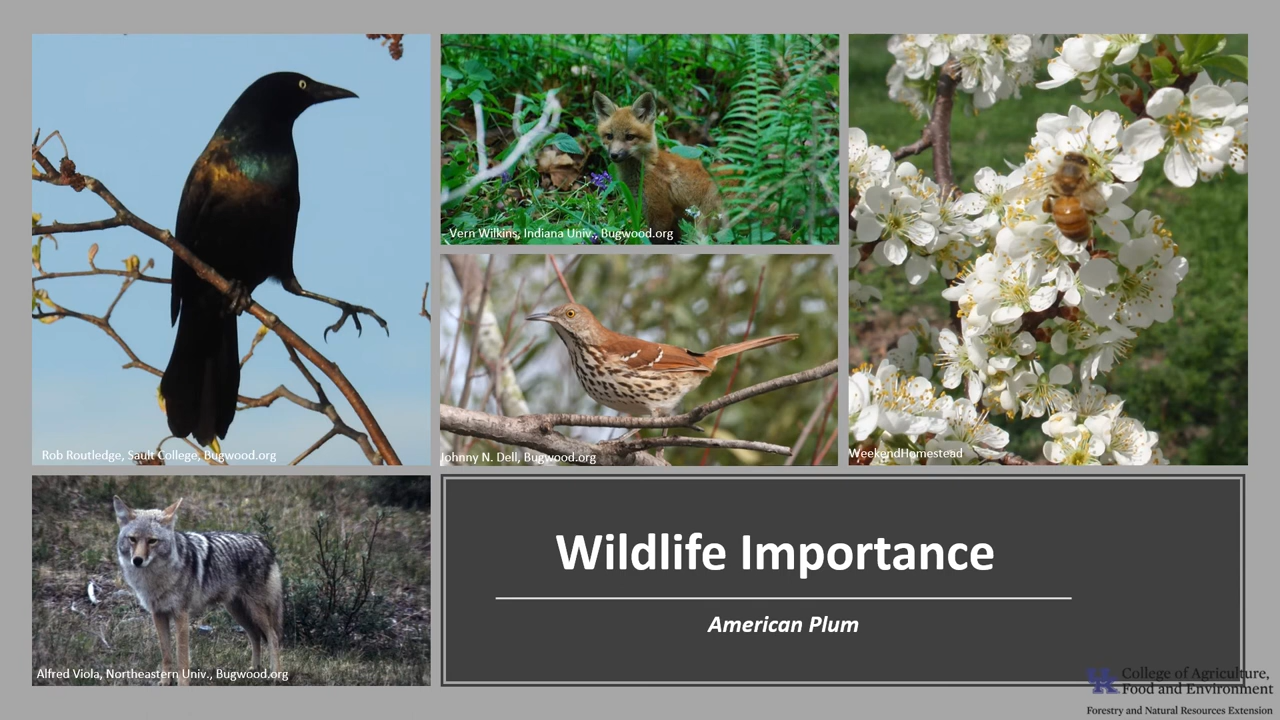 Vern Wilkins, Indiana Univ., Bugwood.org
Rob Routledge, Sault College, Bugwood.org
Johnny N. Dell, Bugwood.org
WeekendHomestead
Alfred Viola, Northeastern Univ., Bugwood.org
Wildlife Importance
American Plum
UK College of Agriculture,
Food and Environment
Forestry and Natural Resources Extension